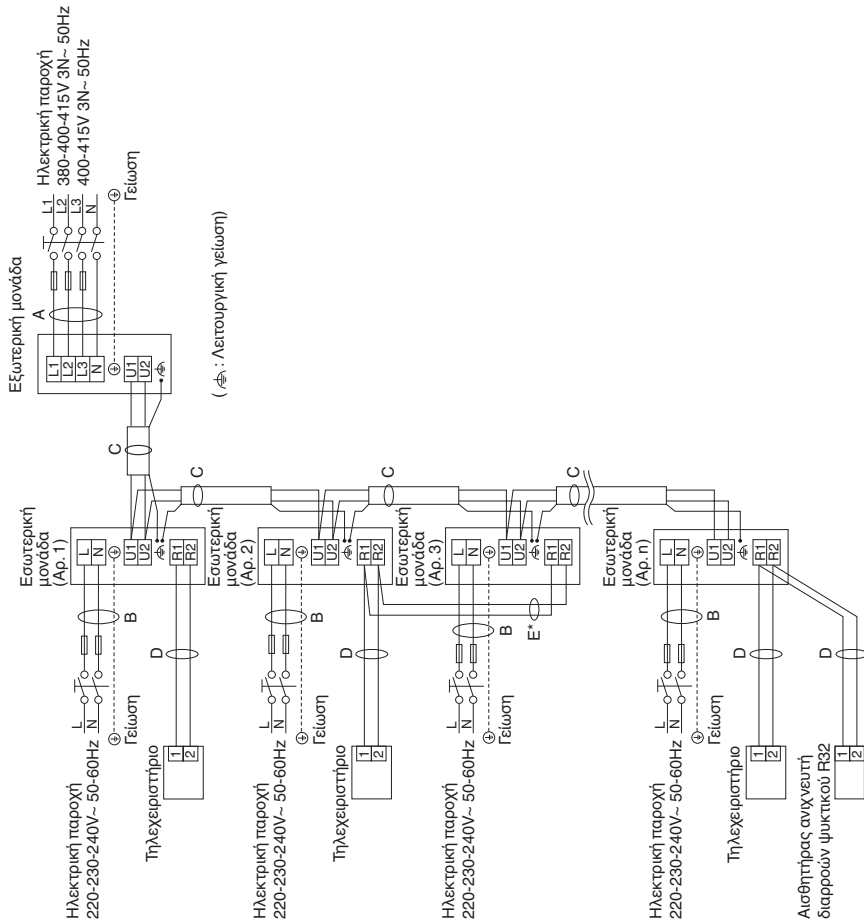 Εξωτερική μονάδα
A
Ηλεκτρική παροχή
380-400-415V 3N~ 50Hz
400-415V 3N~ 50Hz
L1
L2
L3
N
L1
L2
L3
N
Γείωση
U1
U2
( : Λειτουργική γείωση)
C
Εσωτερική
μονάδα
(Αρ. 1)
L
N
U1
U2
R1
R2
B
L
N
Γείωση
Ηλεκτρική παροχή
220-230-240V~ 50-60Hz
D
1
2
Τηλεχειριστήριο
C
Εσωτερική
μονάδα
(Αρ. 2)
L
N
U1
U2
R1
R2
B
L
N
Γείωση
Ηλεκτρική παροχή
220-230-240V~ 50-60Hz
D
1
2
Τηλεχειριστήριο
C
Εσωτερική
μονάδα
(Αρ. 3)
L
N
U1
U2
R1
R2
B
E*
L
N
Γείωση
Ηλεκτρική παροχή
220-230-240V~ 50-60Hz
C
Εσωτερική
μονάδα
(Αρ. n)
L
N
U1
U2
R1
R2
B
L
N
Γείωση
Ηλεκτρική παροχή
220-230-240V~ 50-60Hz
D
1
2
Τηλεχειριστήριο
D
1
2
Αισθητήρας ανιχνευτή
διαρροών ψυκτικού R32